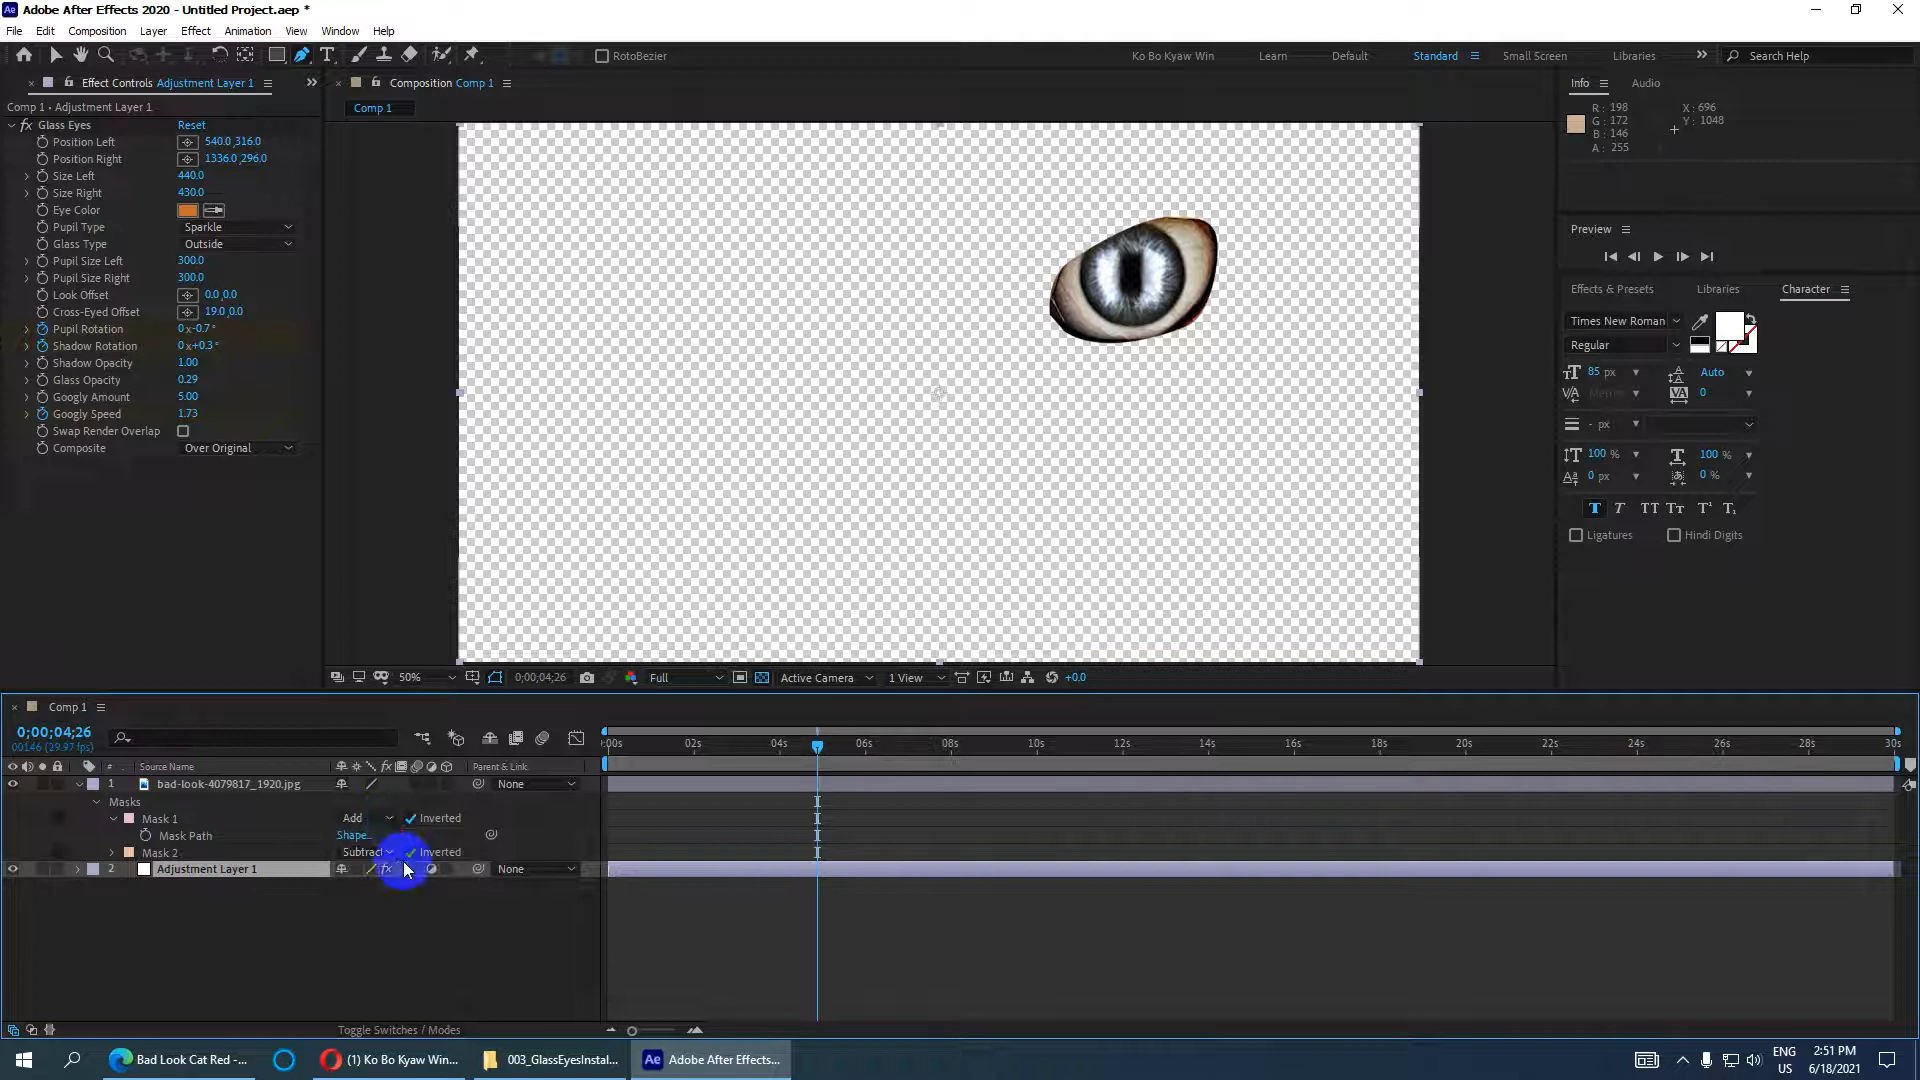 Adobe After Effects 2020 - Untitled Project.aep *
File Edit Composition Layer Effect Animation View Window Help
RotoBezier Ko Bo Kyaw Win Learn Default Standard Small Screen Libraries Search Help
Effect Controls Adjustment Layer 1
Composition Comp 1
Info Audio
Comp 1 • Adjustment Layer 1
Comp 1
R : 198 X : 696
G : 172 Y : 1048
B : 146
A : 255
fx Glass Eyes Reset
Position Left 540.0,316.0
Position Right 1336.0,296.0
Size Left 440.0
Size Right 430.0
Eye Color
Pupil Type Sparkle
Glass Type Outside
Pupil Size Left 300.0
Pupil Size Right 300.0
Look Offset 0.0,0.0
Cross-Eyed Offset 19.0,0.0
Pupil Rotation 0 x-0.7 °
Shadow Rotation 0 x+0.3 °
Shadow Opacity 1.00
Glass Opacity 0.29
Googly Amount 5.00
Googly Speed 1.73
Swap Render Overlap
Composite Over Original
Preview
Effects & Presets Libraries Character
Times New Roman
Regular
85 px Auto
Metrics 0
- px
100 % 100 %
0 px 0 %
T T TT Tt T¹ T₁
Ligatures Hindi Digits
50% 0;00;04;26 Full Active Camera 1 View +0.0
Comp 1
0;00;04;26
00146 (29.97 fps)
:00s 02s 04s 06s 08s 10s 12s 14s 16s 18s 20s 22s 24s 26s 28s 30s
# Source Name fx Parent & Link
1 bad-look-4079817_1920.jpg None
Masks
Mask 1 Add Inverted
Mask Path Shape...
Mask 2 Subtract Inverted
2 Adjustment Layer 1 fx None
Toggle Switches / Modes
Bad Look Cat Red -... (1) Ko Bo Kyaw Win... 003_GlassEyesInstal... Ae Adobe After Effects... ENG 2:51 PM
US 6/18/2021